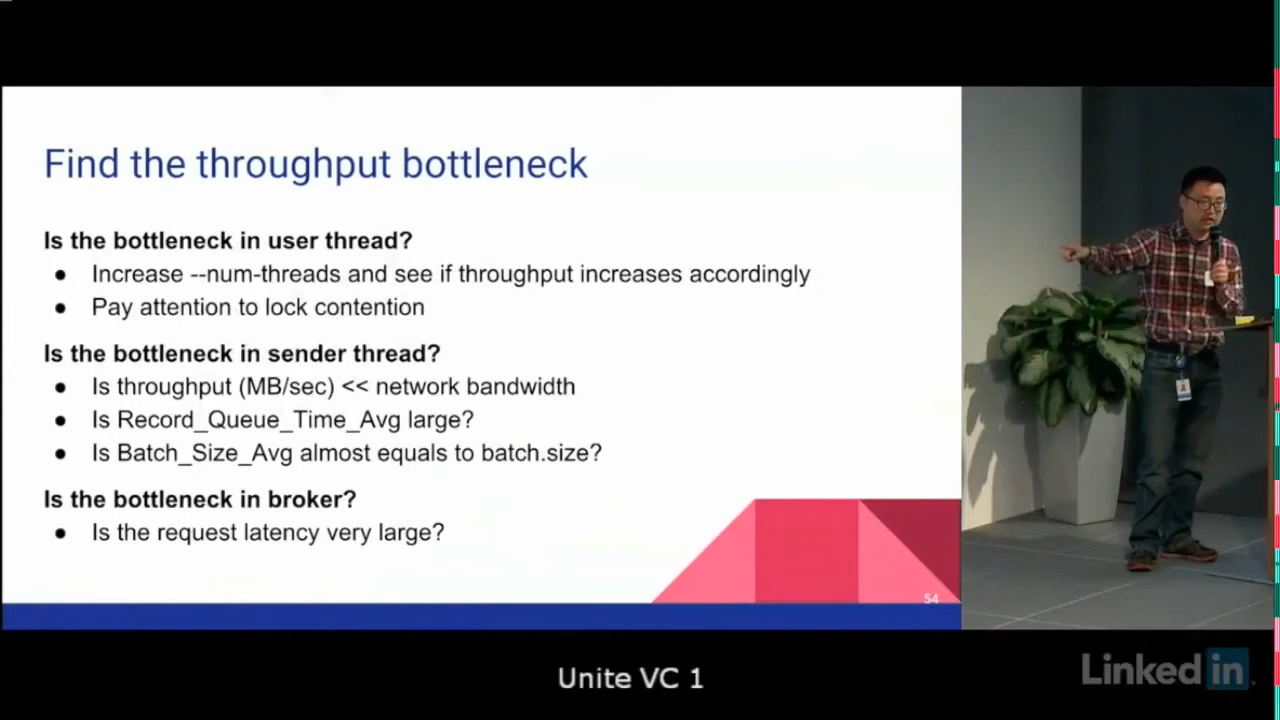 Find the throughput bottleneck
Is the bottleneck in user thread?
● Increase --num-threads and see if throughput increases accordingly
● Pay attention to lock contention
Is the bottleneck in sender thread?
● Is throughput (MB/sec) << network bandwidth
● Is Record_Queue_Time_Avg large?
● Is Batch_Size_Avg almost equals to batch.size?
Is the bottleneck in broker?
● Is the request latency very large?
54
Unite VC 1
Linked in